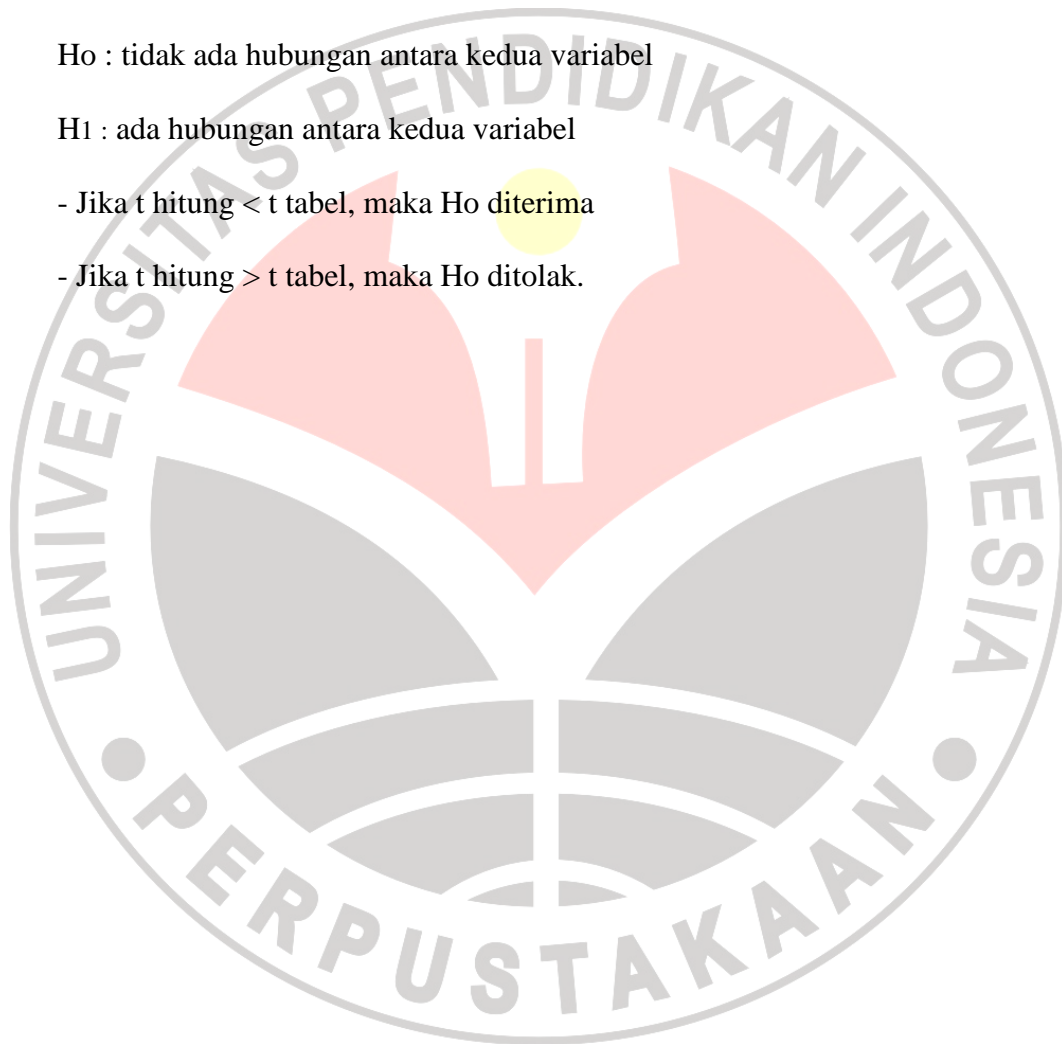 Ho : tidak ada hubungan antara kedua variabel
H1 : ada hubungan antara kedua variabel
- Jika t hitung < t tabel, maka Ho diterima
- Jika t hitung > t tabel, maka Ho ditolak.
UNIVERSITAS PENDIDIKAN INDONESIA
PERPUSTAKAAN